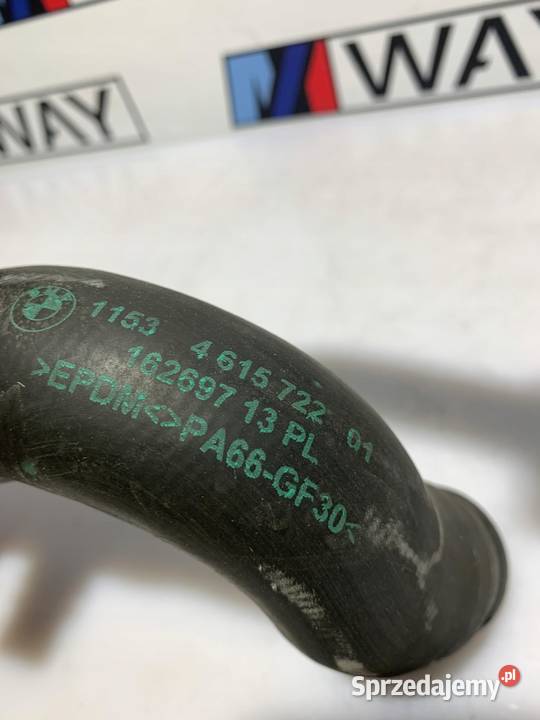 WAY
WAY
1153 4 615 722 01
162697 13 PL
>EPDM<>PA66-GF30<
Sprzedajemy.pl